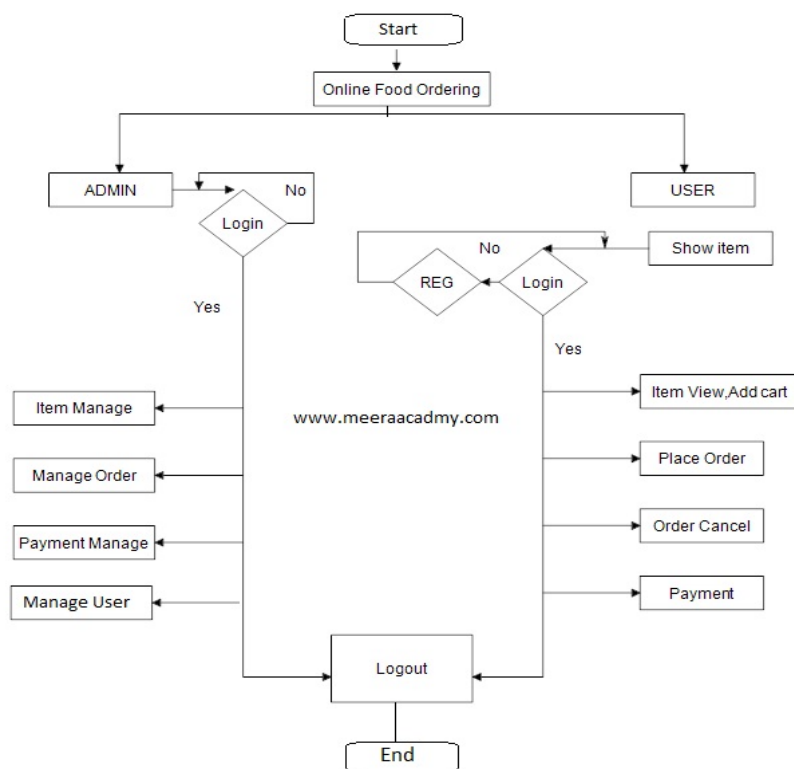 Start
Online Food Ordering
ADMIN
No
USER
Login
No
Show item
REG
Login
Yes
Yes
Item Manage
Item View,Add cart
www.meeraacadmy.com
Manage Order
Place Order
Payment Manage
Order Cancel
Manage User
Payment
Logout
End